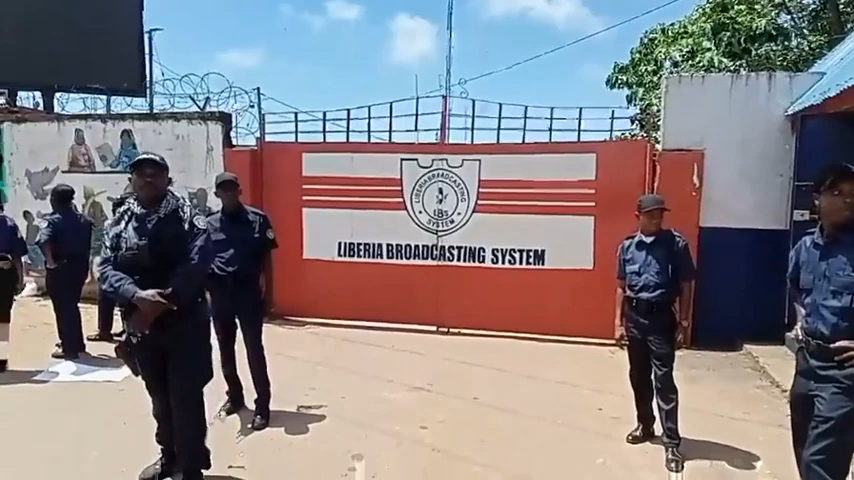 LIBERIA BROADCASTING
LBS
SYSTEM
LIBERIA BROADCASTING SYSTEM